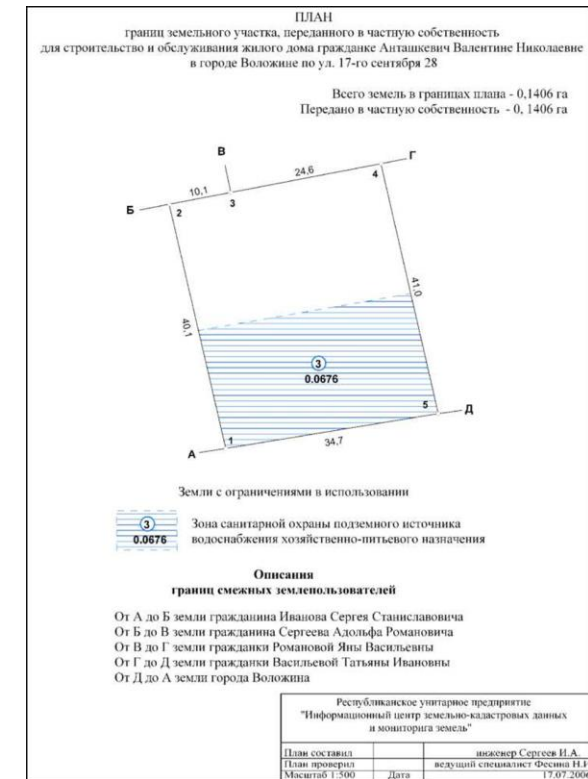 ПЛАН
границ земельного участка, переданного в частную собственность
для строительство и обслуживания жилого дома гражданке Анташкевич Валентине Николаевне
в городе Воложине по ул. 17-го сентября 28
Всего земель в границах плана - 0,1406 га
Передано в частную собственность - 0, 1406 га
В
Г
24,6
4
10,1
3
Б
2
41,0
40,1
3
0.0676
5
Д
1
34,7
А
Земли с ограничениями в использовании
3
0.0676
Зона санитарной охраны подземного источника
водоснабжения хозяйственно-питьевого назначения
Описания
границ смежных землепользователей
От А до Б земли гражданина Иванова Сергея Станиславовича
От Б до В земли гражданина Сергеева Адольфа Романовича
От В до Г земли гражданки Романовой Яны Васильевны
От Г до Д земли гражданки Васильевой Татьяны Ивановны
От Д до А земли города Воложина
Республиканское унитарное предприятие
"Информационный центр земельно-кадастровых данных
и мониторига земель"
План составил инженер Сергеев И.А.
План проверил ведущий специалист Фесина
Масштаб 1:500 Дата